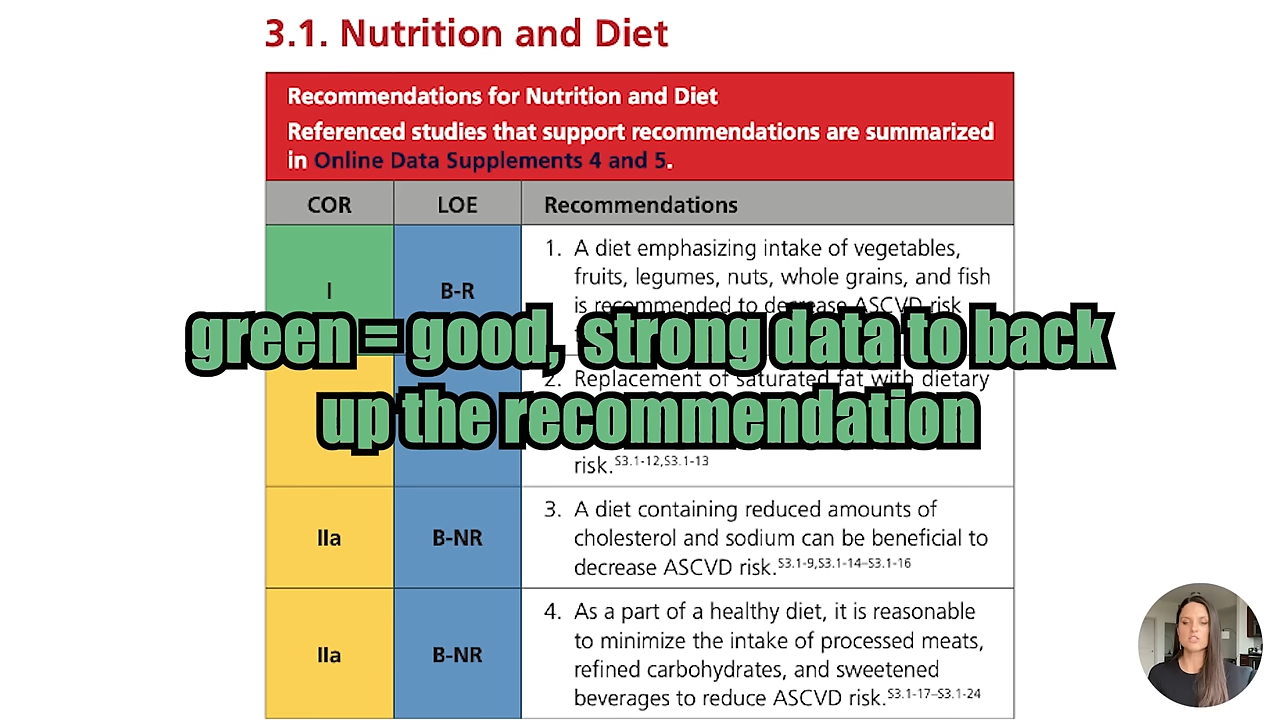 3.1. Nutrition and Diet
Recommendations for Nutrition and Diet
Referenced studies that support recommendations are summarized
in Online Data Supplements 4 and 5.
COR LOE Recommendations
I B-R 1. A diet emphasizing intake of vegetables,
fruits, legumes, nuts, whole grains, and fish
is recommended to decrease ASCVD risk
green = good, strong data to back
up the recommendation
2. Replacement of saturated fat with dietary
risk.S3.1-12,S3.1-13
IIa B-NR 3. A diet containing reduced amounts of
cholesterol and sodium can be beneficial to
decrease ASCVD risk.S3.1-9,S3.1-14–S3.1-16
IIa B-NR 4. As a part of a healthy diet, it is reasonable
to minimize the intake of processed meats,
refined carbohydrates, and sweetened
beverages to reduce ASCVD risk.S3.1-17–S3.1-24